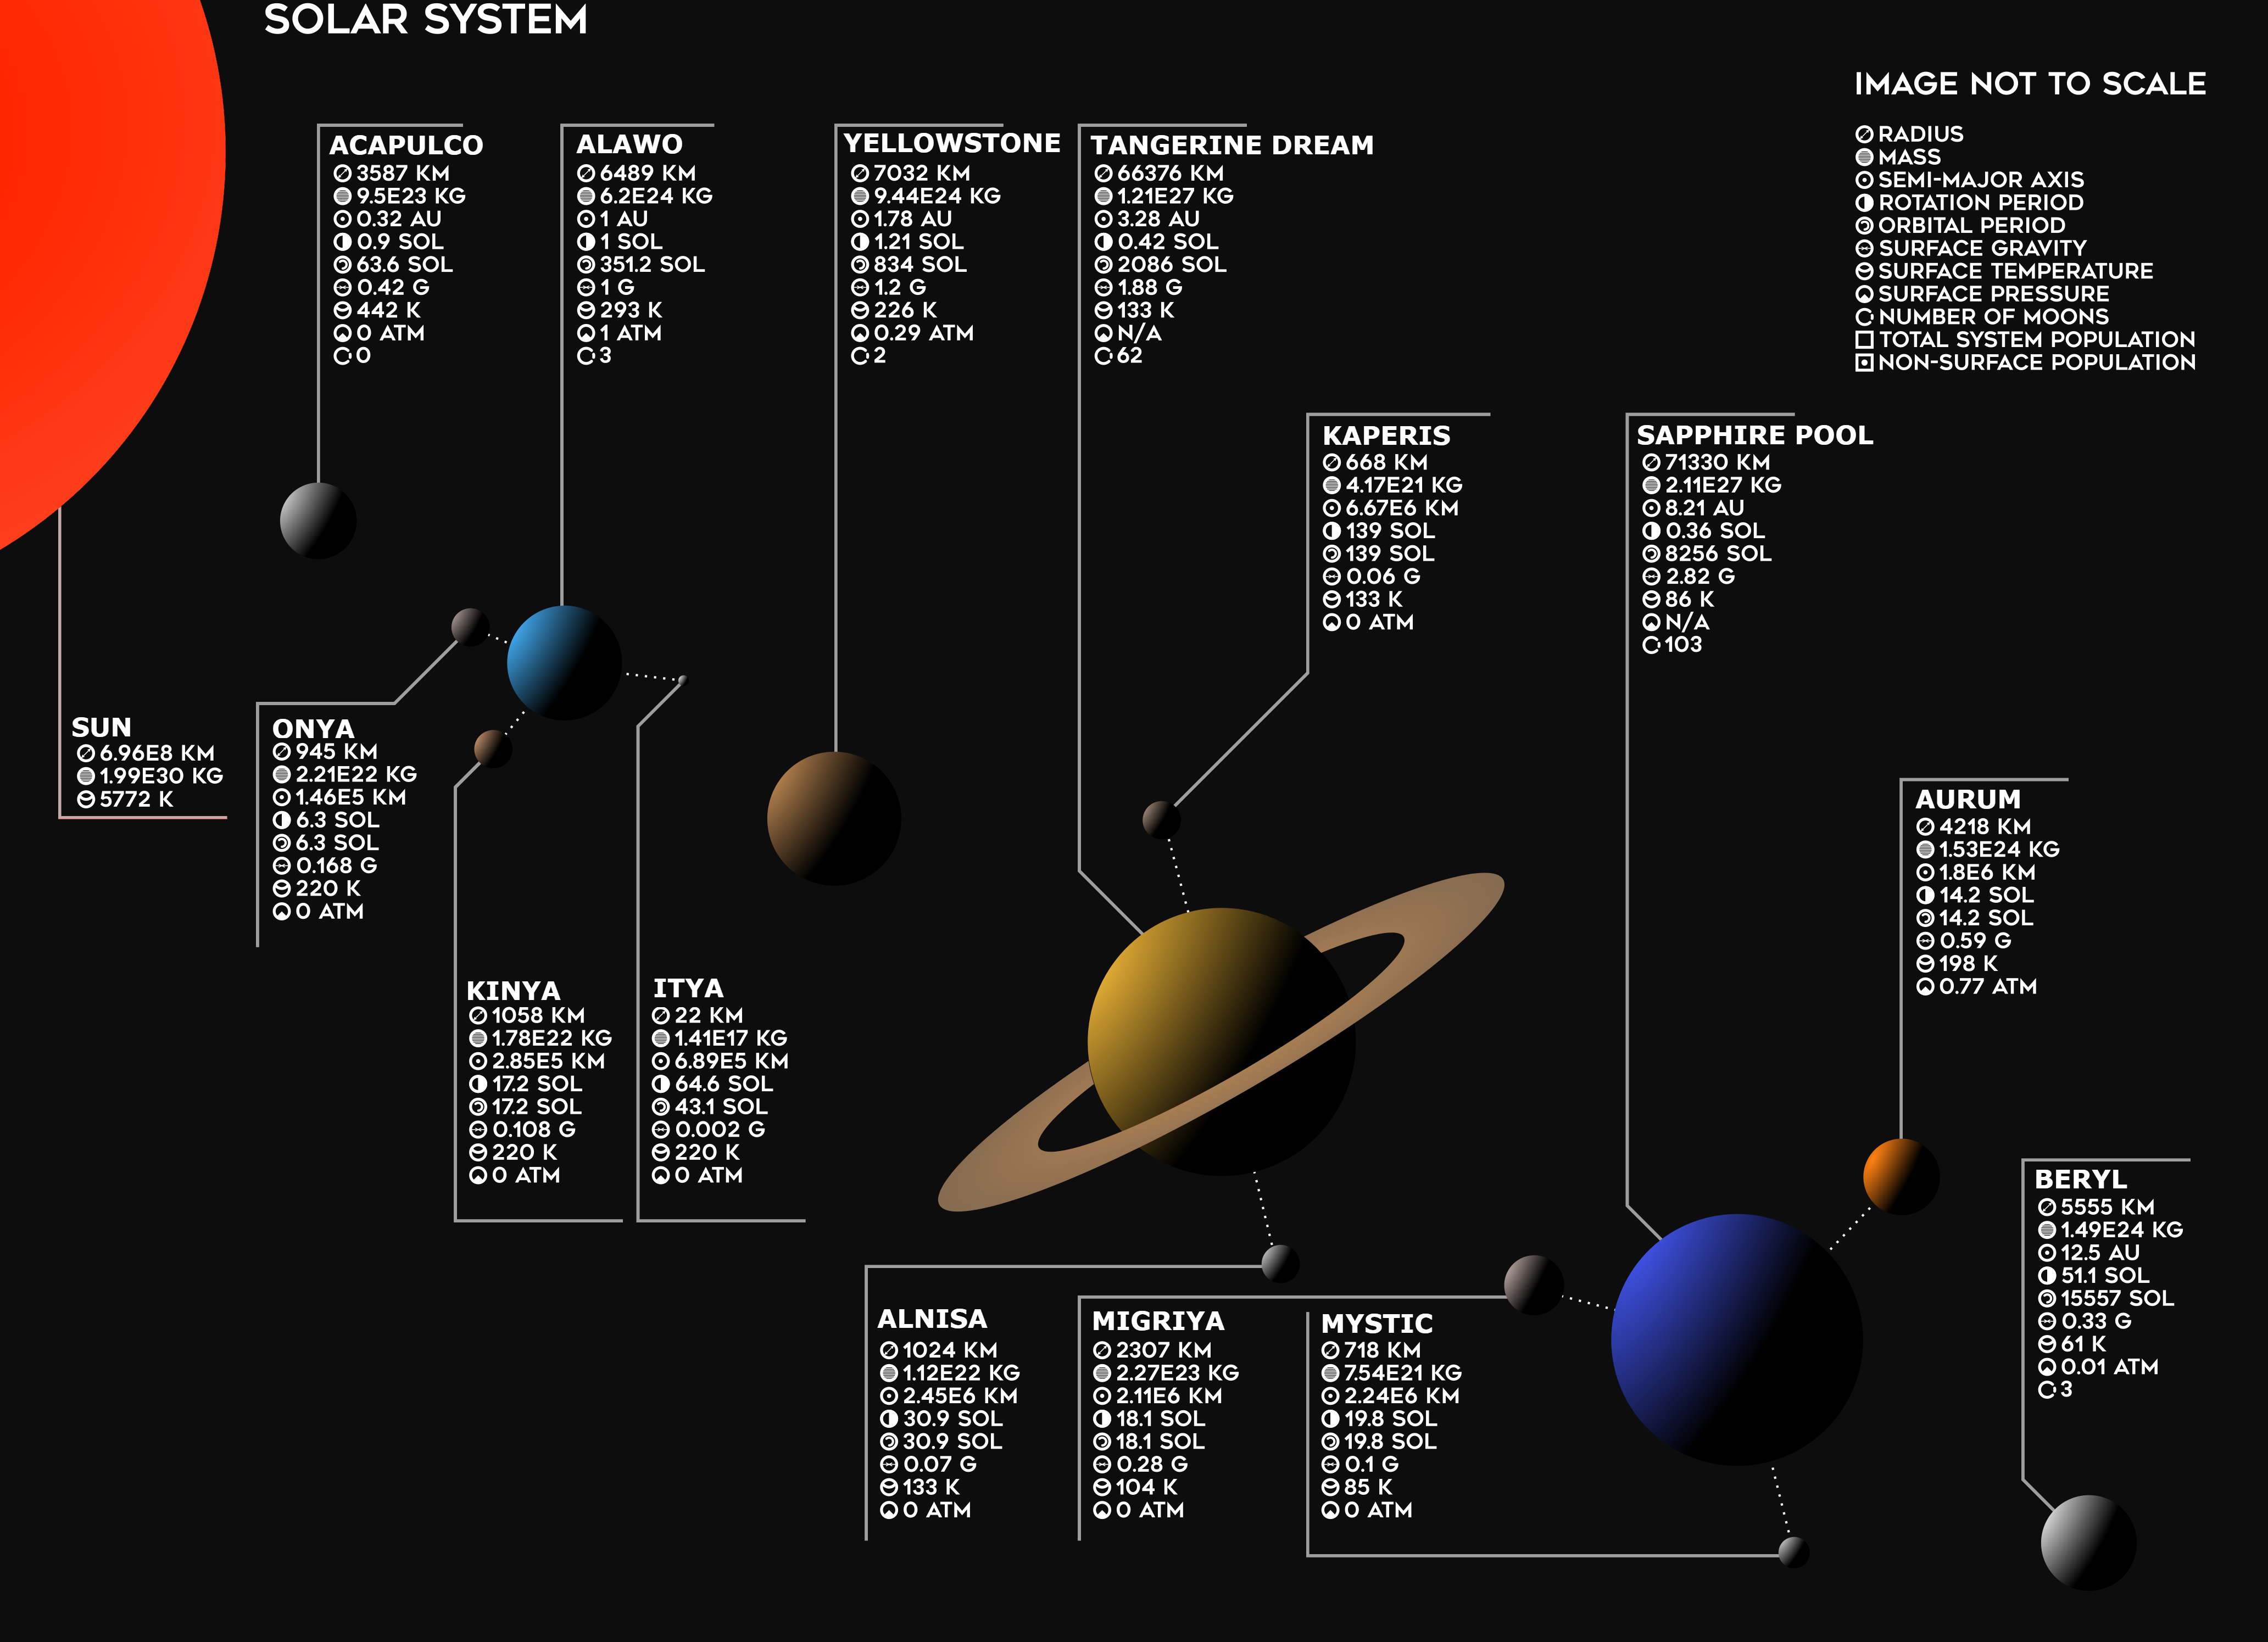 SOLAR SYSTEM
IMAGE NOT TO SCALE
RADIUS
MASS
SEMI-MAJOR AXIS
ROTATION PERIOD
ORBITAL PERIOD
SURFACE GRAVITY
SURFACE TEMPERATURE
SURFACE PRESSURE
NUMBER OF MOONS
TOTAL SYSTEM POPULATION
NON-SURFACE POPULATION
ACAPULCO
3587 KM
9.5E23 KG
0.32 AU
0.9 SOL
63.6 SOL
0.42 G
442 K
0 ATM
0
ALAWO
6489 KM
6.2E24 KG
1 AU
1 SOL
351.2 SOL
1 G
293 K
1 ATM
3
YELLOWSTONE
7032 KM
9.44E24 KG
1.78 AU
1.21 SOL
834 SOL
1.2 G
226 K
0.29 ATM
2
TANGERINE DREAM
66376 KM
1.21E27 KG
3.28 AU
0.42 SOL
2086 SOL
1.88 G
133 K
N/A
62
KAPERIS
668 KM
4.17E21 KG
6.67E6 KM
139 SOL
139 SOL
0.06 G
133 K
0 ATM
SAPPHIRE POOL
71330 KM
2.11E27 KG
8.21 AU
0.36 SOL
8256 SOL
2.82 G
86 K
N/A
103
SUN
6.96E8 KM
1.99E30 KG
5772 K
ONYA
945 KM
2.21E22 KG
1.46E5 KM
6.3 SOL
6.3 SOL
0.168 G
220 K
0 ATM
AURUM
4218 KM
1.53E24 KG
1.8E6 KM
14.2 SOL
14.2 SOL
0.59 G
198 K
0.77 ATM
KINYA
1058 KM
1.78E22 KG
2.85E5 KM
17.2 SOL
17.2 SOL
0.108 G
220 K
0 ATM
ITYA
22 KM
1.41E17 KG
6.89E5 KM
64.6 SOL
43.1 SOL
0.002 G
220 K
0 ATM
BERYL
5555 KM
1.49E24 KG
12.5 AU
51.1 SOL
15557 SOL
0.33 G
61 K
0.01 ATM
3
ALNISA
1024 KM
1.12E22 KG
2.45E6 KM
30.9 SOL
30.9 SOL
0.07 G
133 K
0 ATM
MIGRIYA
2307 KM
2.27E23 KG
2.11E6 KM
18.1 SOL
18.1 SOL
0.28 G
104 K
0 ATM
MYSTIC
718 KM
7.54E21 KG
2.24E6 KM
19.8 SOL
19.8 SOL
0.1 G
85 K
0 ATM